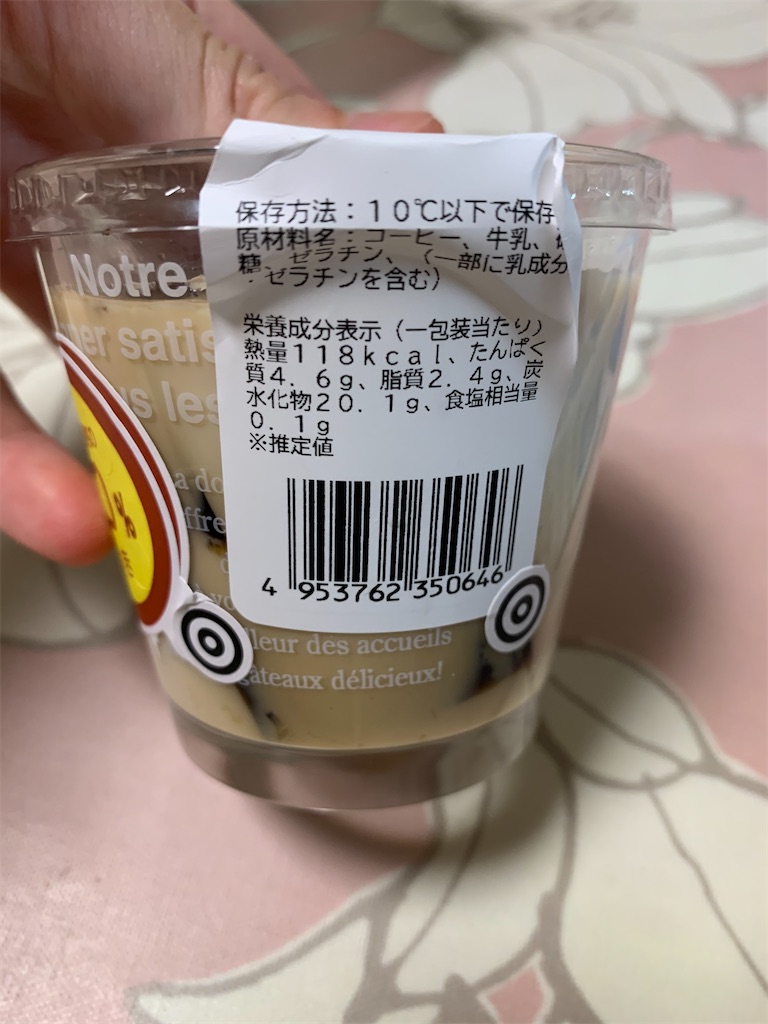 保存方法：１０℃以下で保存
原材料名：コーヒー、牛乳、砂
糖、ゼラチン、（一部に乳成分
・ゼラチンを含む）
栄養成分表示（一包装当たり）
熱量１１８ｋｃａｌ、たんぱく
質４．６ｇ、脂質２．４ｇ、炭
水化物２０．１ｇ、食塩相当量
０．１ｇ
※推定値
4 953762 350646
Notre
satis
les
%
des accueils
gâteaux délicieux!